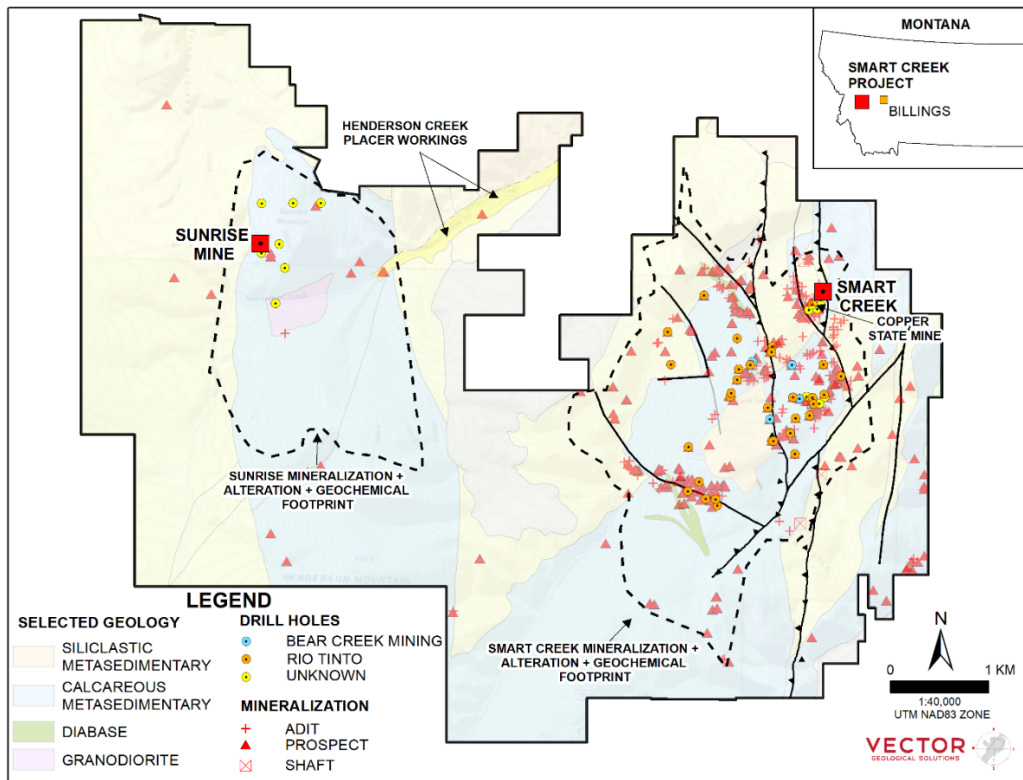 MONTANA
SMART CREEK
PROJECT
BILLINGS
HENDERSON CREEK
PLACER WORKINGS
SUNRISE
MINE
SMART
CREEK
COPPER
STATE MINE
SUNRISE MINERALIZATION +
ALTERATION + GEOCHEMICAL
FOOTPRINT
HENDERSON MOUNTAIN
SMART CREEK MINERALIZATION +
ALTERATION + GEOCHEMICAL
FOOTPRINT
LEGEND
SELECTED GEOLOGY
SILICLASTIC
METASEDIMENTARY
CALCAREOUS
METASEDIMENTARY
DIABASE
GRANODIORITE
DRILL HOLES
BEAR CREEK MINING
RIO TINTO
UNKNOWN
MINERALIZATION
ADIT
PROSPECT
SHAFT
N
0
1 KM
1:40,000
UTM NAD83 ZONE
VECTOR
GEOLOGICAL SOLUTIONS